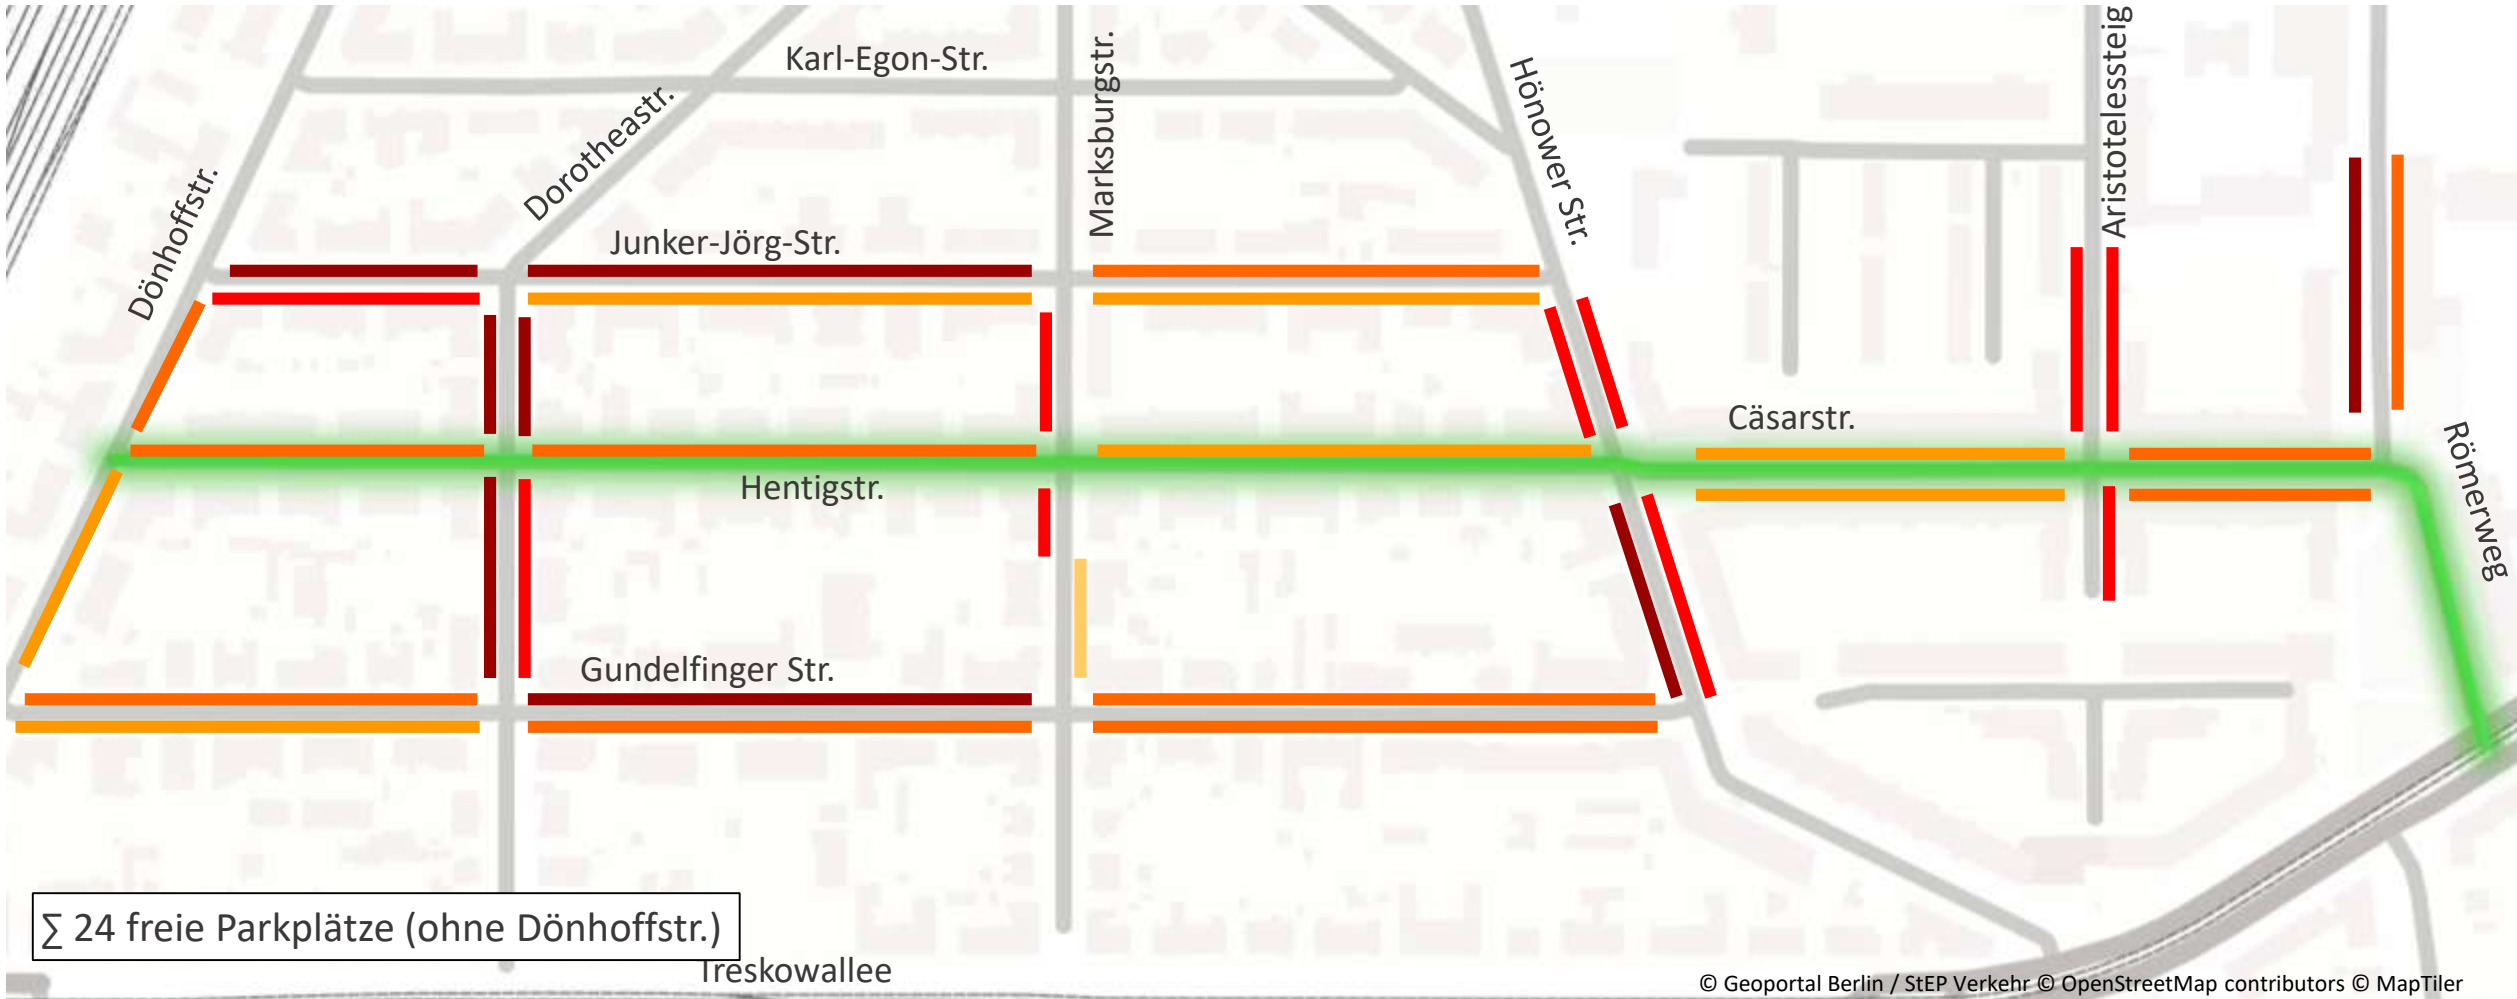 Karl-Egon-Str.
Marksburgstr.
Hönower Str.
Aristotelessteig
Dorotheastr.
Dönhoffstr.
Junker-Jörg-Str.
Cäsarstr.
Römerweg
Hentigstr.
Gundelfinger Str.
∑ 24 freie Parkplätze (ohne Dönhoffstr.)
Treskowallee
© Geoportal Berlin / StEP Verkehr © OpenStreetMap contributors © MapTiler